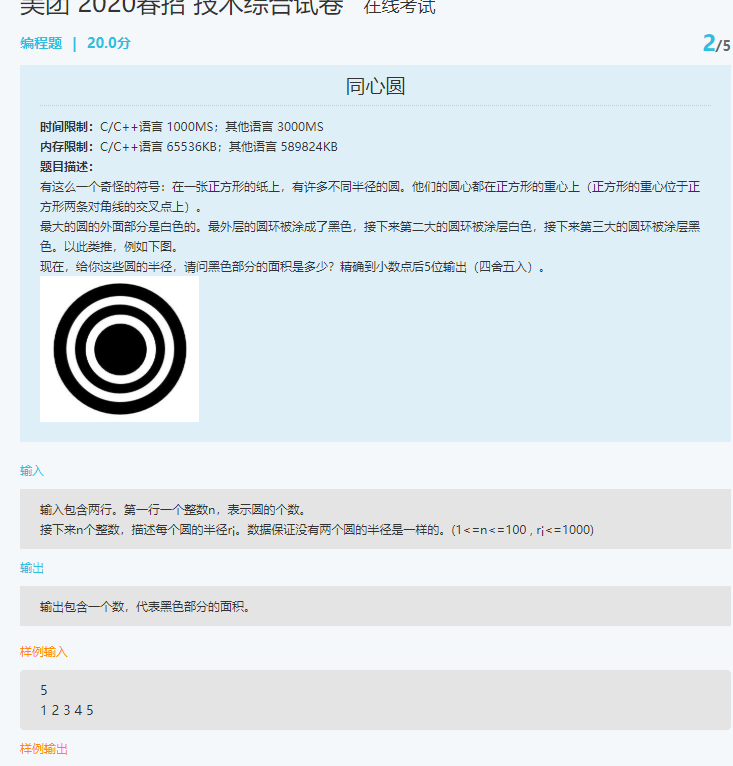 美团 2020春招 技术综合试卷 在线考试
编程题 | 20.0分 2/5
同心圆
时间限制：C/C++语言 1000MS；其他语言 3000MS
内存限制：C/C++语言 65536KB；其他语言 589824KB
题目描述：
有这么一个奇怪的符号：在一张正方形的纸上，有许多不同半径的圆。他们的圆心都在正方形的重心上（正方形的重心位于正
方形两条对角线的交叉点上）。
最大的圆的外面部分是白色的。最外层的圆环被涂成了黑色，接下来第二大的圆环被涂层白色，接下来第三大的圆环被涂层黑
色。以此类推，例如下图。
现在，给你这些圆的半径，请问黑色部分的面积是多少？精确到小数点后5位输出（四舍五入）。
输入
输入包含两行。第一行一个整数n，表示圆的个数。
接下来n个整数，描述每个圆的半径ri。数据保证没有两个圆的半径是一样的。(1<=n<=100 , ri<=1000)
输出
输出包含一个数，代表黑色部分的面积。
样例输入
5
1 2 3 4 5
样例输出